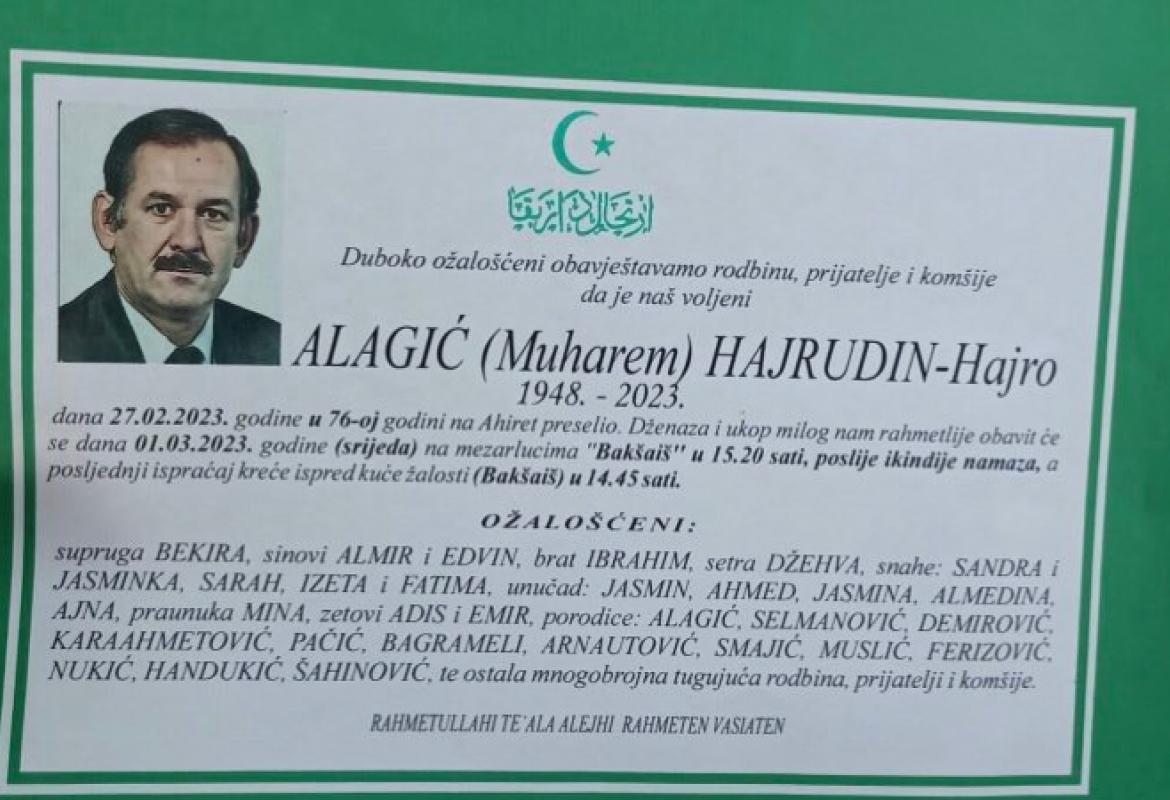 Duboko ožalošćeni obavještavamo rodbinu, prijatelje i komšije
da je naš voljeni
ALAGIĆ (Muharem) HAJRUDIN-Hajro
1948. - 2023.
dana 27.02.2023. godine u 76-oj godini na Ahiret preselio. Dženaza i ukop milog nam rahmetlije obavit će
se dana 01.03.2023. godine (srijeda) na mezarlucima "Bakšaiš" u 15.20 sati, poslije ikindije namaza, a
posljednji ispraćaj kreće ispred kuće žalosti (Bakšaiš) u 14.45 sati.
OŽALOŠĆENI:
supruga BEKIRA, sinovi ALMIR i EDVIN, brat IBRAHIM, setra DŽEHVA, snahe: SANDRA i
JASMINKA, SARAH, IZETA i FATIMA, unučad: JASMIN, AHMED, JASMINA, ALMEDINA,
AJNA, praunuka MINA, zetovi ADIS i EMIR, porodice: ALAGIĆ, SELMANOVIĆ, DEMIROVIĆ,
KARAAHMETOVIĆ, PAČIĆ, BAGRAMELI, ARNAUTOVIĆ, SMAJIĆ, MUSLIĆ, FERIZOVIĆ,
NUKIĆ, HANDUKIĆ, ŠAHINOVIĆ, te ostala mnogobrojna tugujuća rodbina, prijatelji i komšije.
RAHMETULLAHI TE'ALA ALEJHI RAHMETEN VASIATEN